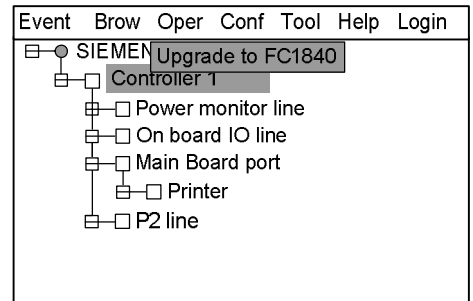 Event Brow Oper Conf Tool Help Login
SIEMEN
Upgrade to FC1840
Controller 1
Power monitor line
On board IO line
Main Board port
Printer
P2 line